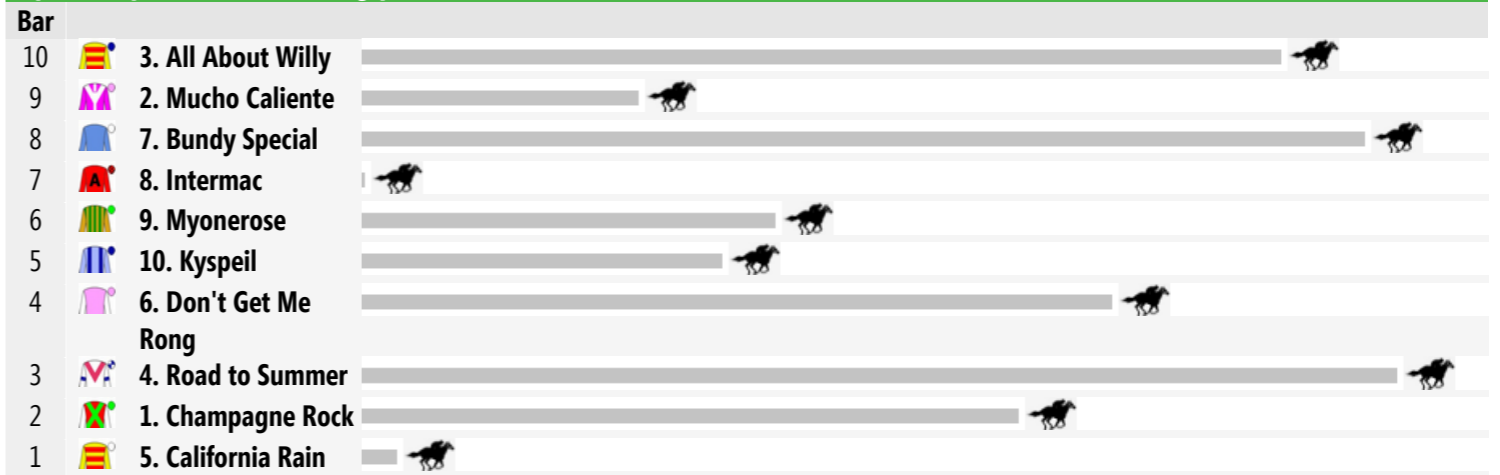 Bar
10 3. All About Willy
9 2. Mucho Caliente
8 7. Bundy Special
7 A 8. Intermac
6 9. Myonerose
5 10. Kyspeil
4 6. Don't Get Me
Rong
3 4. Road to Summer
2 1. Champagne Rock
1 5. California Rain